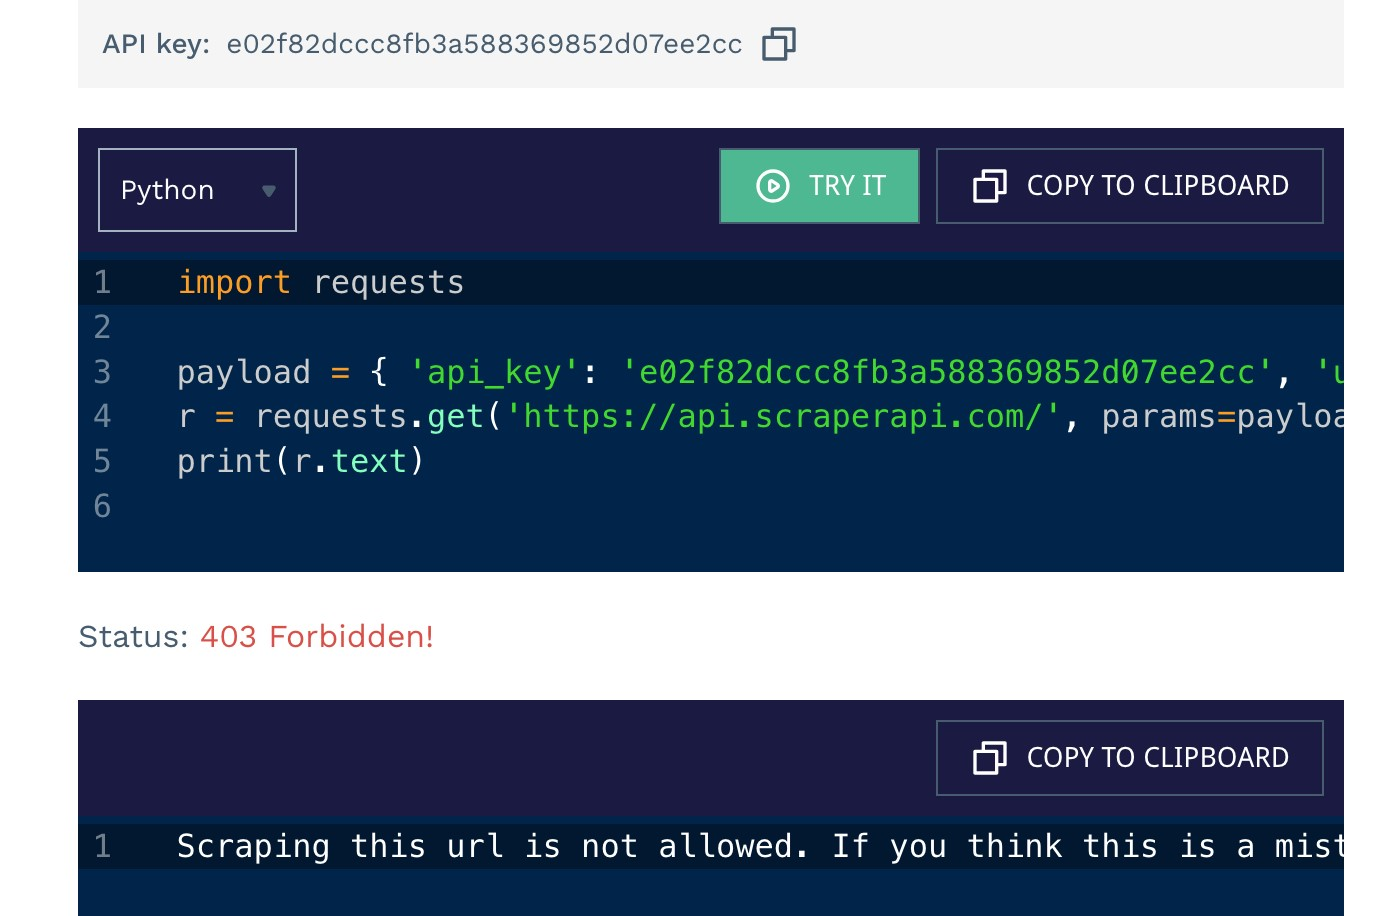 API key: e02f82dccc8fb3a588369852d07ee2cc
Python
TRY IT
COPY TO CLIPBOARD
1 import requests
2
3 payload = { 'api_key': 'e02f82dccc8fb3a588369852d07ee2cc', 'u
4 r = requests.get('https://api.scraperapi.com/', params=payloa
5 print(r.text)
6
Status: 403 Forbidden!
COPY TO CLIPBOARD
1 Scraping this url is not allowed. If you think this is a mist